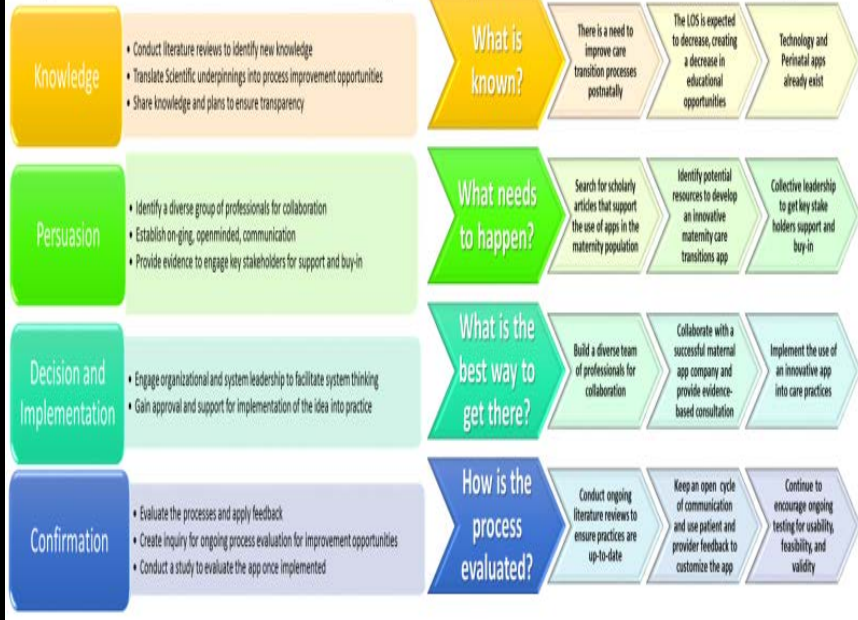 Knowledge
• Conduct literature reviews to identify new knowledge
• Translate Scientific underpinnings into process improvement opportunities
• Share knowledge and plans to ensure transparency
What is
known?
There is a need to
improve care
transition processes
postnatally
The LOS is expected
to decrease, creating
a decrease in
educational
opportunities
Technology and
Perinatal apps
already exist
Persuasion
• Identify a diverse group of professionals for collaboration
• Establish on-ging, openminded, communication
• Provide evidence to engage key stakeholders for support and buy-in
What needs
to happen?
Search for scholarly
articles that support
the use of apps in the
maternity population
Identify potential
resources to develop
an innovative
maternity care
transitions app
Collective leadership
to get key stake
holders support and
buy-in
Decision and
Implementation
• Engage organizational and system leadership to facilitate system thinking
• Gain approval and support for implementation of the idea into practice
What is the
best way to
get there?
Build a diverse team
of professionals for
collaboration
Collaborate with a
successful maternal
app company and
provide evidence-
based consultation
Implement the use of
an innovative app
into care practices
Confirmation
• Evaluate the processes and apply feedback
• Create inquiry for ongoing process evaluation for improvement opportunities
• Conduct a study to evaluate the app once implemented
How is the
process
evaluated?
Conduct ongoing
literature reviews to
ensure practices are
up-to-date
Keep an open cycle
of communication
and use patient and
provider feedback to
customize the app
Continue to
encourage ongoing
testing for usability,
feasibility, and
validity